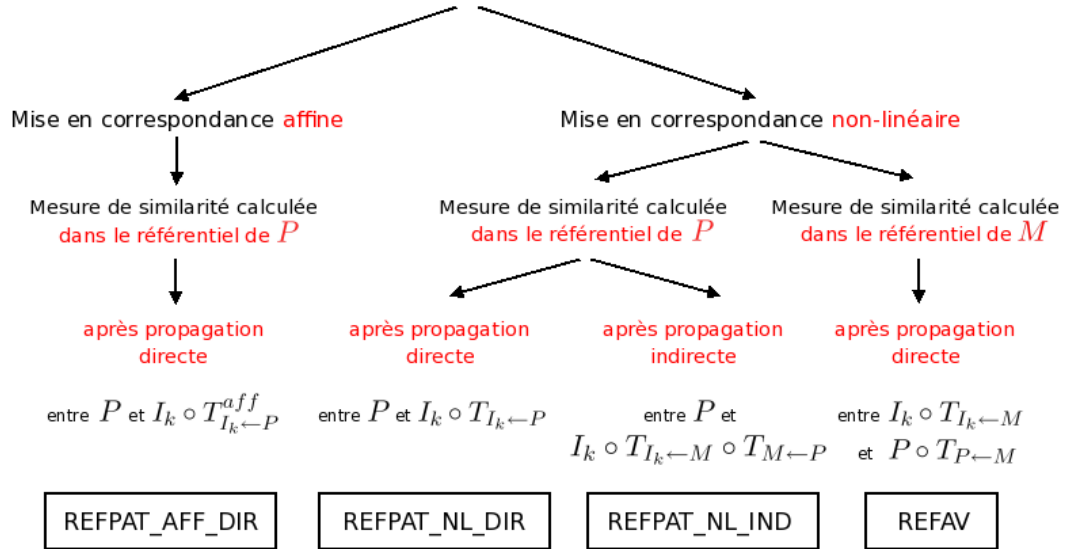 Mise en correspondance affine
Mise en correspondance non-linéaire
Mesure de similarité calculée
dans le référentiel de P
Mesure de similarité calculée
dans le référentiel de P
Mesure de similarité calculée
dans le référentiel de M
après propagation
directe
après propagation
directe
après propagation
indirecte
après propagation
directe
entre P et I_k ∘ T^{aff}_{I_k←P}
entre P et I_k ∘ T_{I_k←P}
entre P et
I_k ∘ T_{I_k←M} ∘ T_{M←P}
entre I_k ∘ T_{I_k←M}
et P ∘ T_{P←M}
REFPAT_AFF_DIR
REFPAT_NL_DIR
REFPAT_NL_IND
REFAV